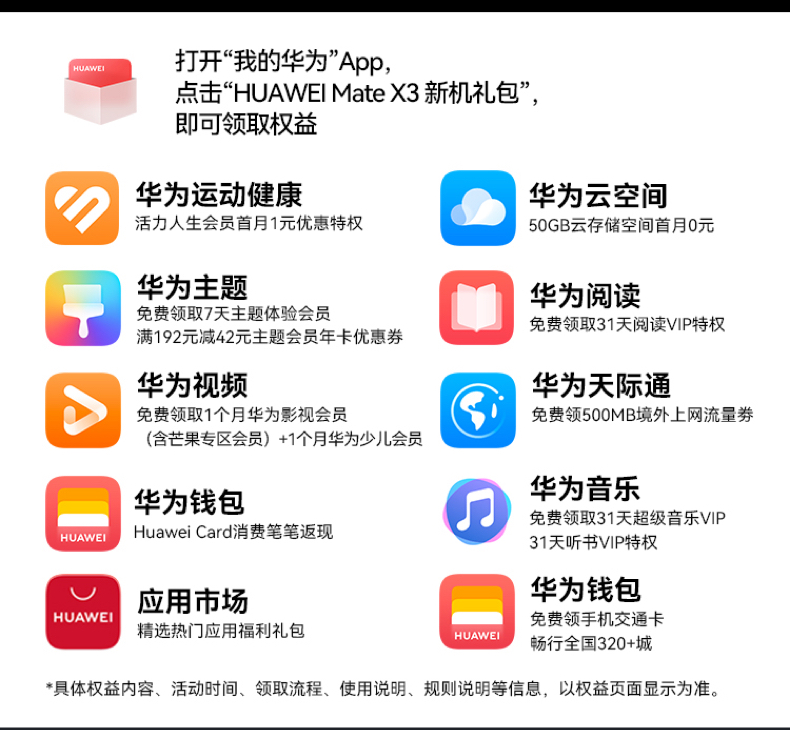 HUAWEI
打开“我的华为”App，
点击“HUAWEI Mate X3 新机礼包”，
即可领取权益
华为运动健康
活力人生会员首月1元优惠特权
华为云空间
50GB云存储空间首月0元
华为主题
免费领取7天主题体验会员
满192元减42元主题会员年卡优惠券
华为阅读
免费领取31天阅读VIP特权
华为视频
免费领取1个月华为影视会员
（含芒果专区会员）+1个月华为少儿会员
华为天际通
免费领500MB境外上网流量券
HUAWEI
华为钱包
Huawei Card消费笔笔返现
华为音乐
免费领取31天超级音乐VIP
31天听书VIP特权
HUAWEI
应用市场
精选热门应用福利礼包
HUAWEI
华为钱包
免费领手机交通卡
畅行全国320+城
*具体权益内容、活动时间、领取流程、使用说明、规则说明等信息，以权益页面显示为准。